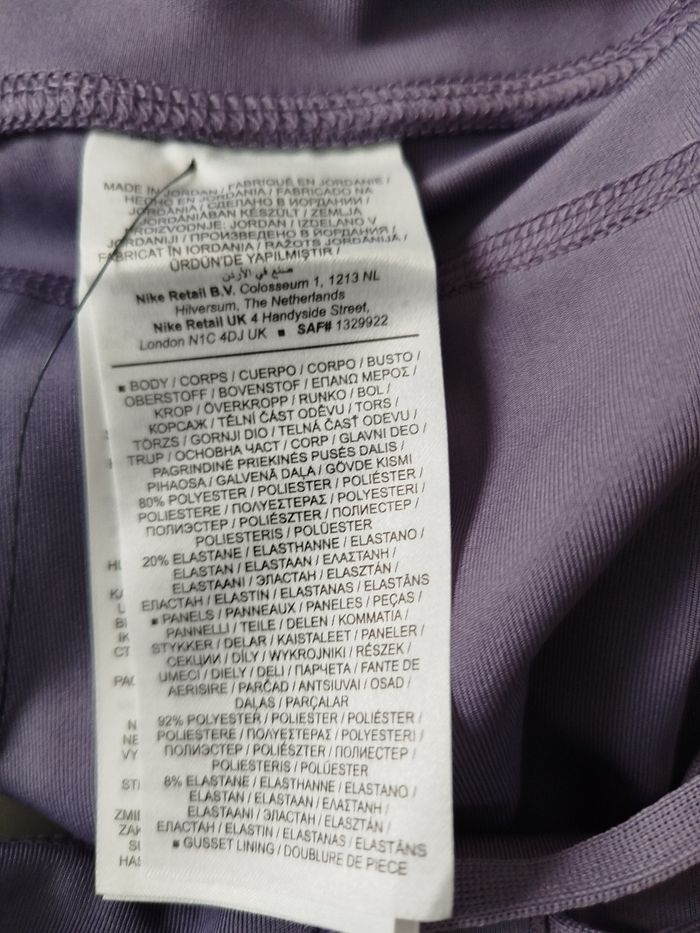 MADE IN JORDAN / FABRIQUÉ EN JORDANIE /
HECHO EN JORDANIA / FABRICADO NA
JORDÂNIA / СДЕЛАНО В ИОРДАНИИ /
JORDÁNIÁBAN KÉSZÜLT / ZEMLJA
PROIZVODNJE: JORDAN / IZDELANO V
JORDANIJI / ПРОИЗВЕДЕНО В ЙОРДАНИЯ /
FABRICAT ÎN IORDANIA / RAŽOTS JORDĀNIJĀ /
ÜRDÜN'DE YAPILMIŞTIR /
صنع في الأردن
Nike Retail B.V. Colosseum 1, 1213 NL
Hilversum, The Netherlands
Nike Retail UK 4 Handyside Street,
London N1C 4DJ UK ■ SAF# 1329922
■ BODY / CORPS / CUERPO / CORPO / BUSTO /
OBERSTOFF / BOVENSTOF / ΕΠΑΝΩ ΜΕΡΟΣ /
KROP / ÖVERKROPP / RUNKO / BOL /
КОРСАЖ / TĚLNÍ ČÁST ODĚVU / TORS /
TÖRZS / GORNJI DIO / TELNÁ ČASŤ ODEVU /
TRUP / ОСНОВНА ЧАСТ / CORP / GLAVNI DEO /
PAGRINDINĖ PRIEKINĖS PUSĖS DALIS /
PIHAOSA / GALVENĀ DAĻA / GÖVDE KISMI
80% POLYESTER / POLIESTER / POLIÉSTER /
POLIESTERE / ΠΟΛΥΕΣΤΕΡΑΣ / POLYESTERI /
ПОЛИЭСТЕР / POLIÉSZTER / ПОЛИЕСТЕР /
POLIESTERIS / POLÜESTER
20% ELASTANE / ELASTHANNE / ELASTANO /
ELASTAN / ELASTAAN / ΕΛΑΣΤΑΝΗ /
ELASTAANI / ЭЛАСТАН / ELASZTÁN /
ЕЛАСТАН / ELASTIN / ELASTANAS / ELASTĀNS
■ PANELS / PANNEAUX / PANELES / PEÇAS /
PANNELLI / TEILE / DELEN / ΚΟΜΜΑΤΙΑ /
STYKKER / DELAR / KAISTALEET / PANELER /
СЕКЦИИ / DÍLY / WYKROJNIKI / RÉSZEK /
UMECI / DIELY / DELI / ПАРЧЕТА / FANTE DE
AERISIRE / PARČAD / ANTSIUVAI / OSAD /
DAĻAS / PARÇALAR
92% POLYESTER / POLIESTER / POLIÉSTER /
POLIESTERE / ΠΟΛΥΕΣΤΕΡΑΣ / POLYESTERI /
ПОЛИЭСТЕР / POLIÉSZTER / ПОЛИЕСТЕР /
POLIESTERIS / POLÜESTER
8% ELASTANE / ELASTHANNE / ELASTANO /
ELASTAN / ELASTAAN / ΕΛΑΣΤΑΝΗ /
ELASTAANI / ЭЛАСТАН / ELASZTÁN /
ЕЛАСТАН / ELASTIN / ELASTANAS / ELASTĀNS
■ GUSSET LINING / DOUBLURE DE PIECE